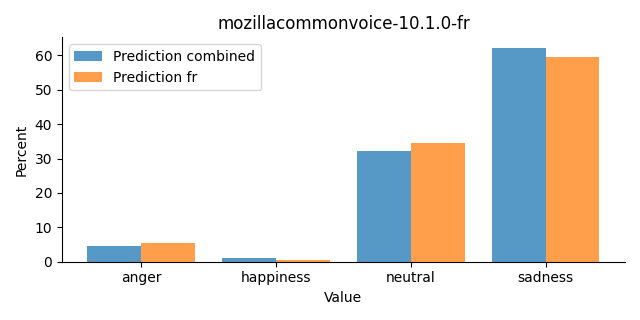 mozillacommonvoice-10.1.0-fr
Prediction combined
Prediction fr
Percent
60
50
40
30
20
10
0
anger happiness neutral sadness
Value